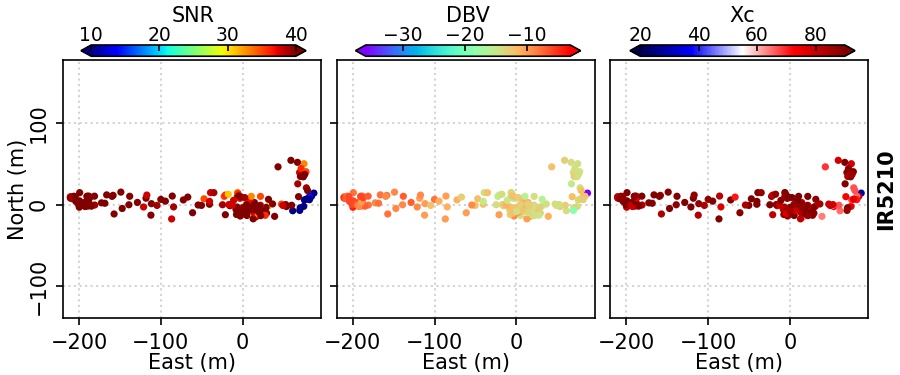 SNR DBV Xc
10 20 30 40 −30 −20 −10 20 40 60 80
North (m)
100
0
−100
−200 −100 0 −200 −100 0 −200 −100 0
East (m) East (m) East (m)
IR5210